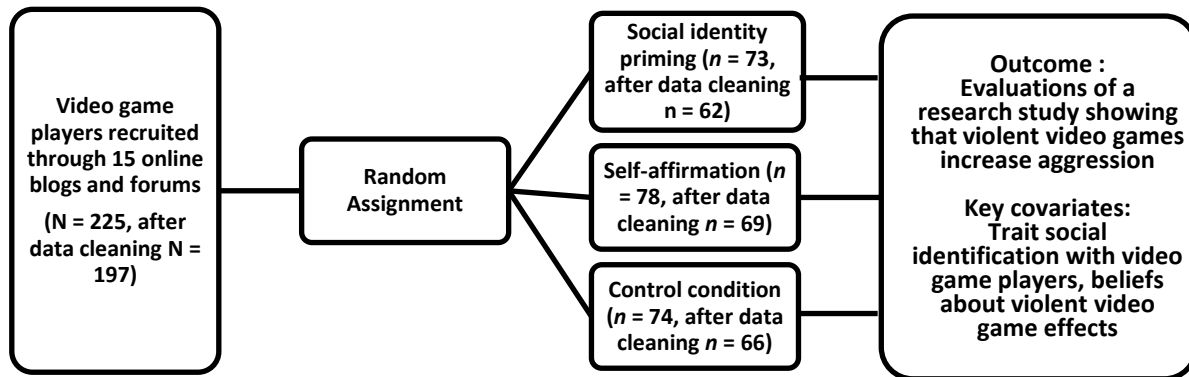 Video game
players recruited
through 15 online
blogs and forums
(N = 225, after
data cleaning N =
197)
Random
Assignment
Social identity
priming (n = 73,
after data cleaning
n = 62)
Self-affirmation (n
= 78, after data
cleaning n = 69)
Control condition
(n = 74, after data
cleaning n = 66)
Outcome :
Evaluations of a
research study showing
that violent video games
increase aggression
Key covariates:
Trait social
identification with video
game players, beliefs
about violent video
game effects